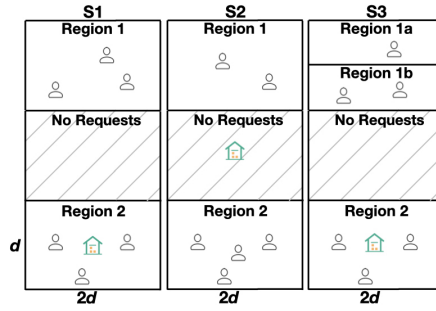 S1 S2 S3
Region 1 Region 1 Region 1a
Region 1b
No Requests No Requests No Requests
Region 2 Region 2 Region 2
d
2d 2d 2d